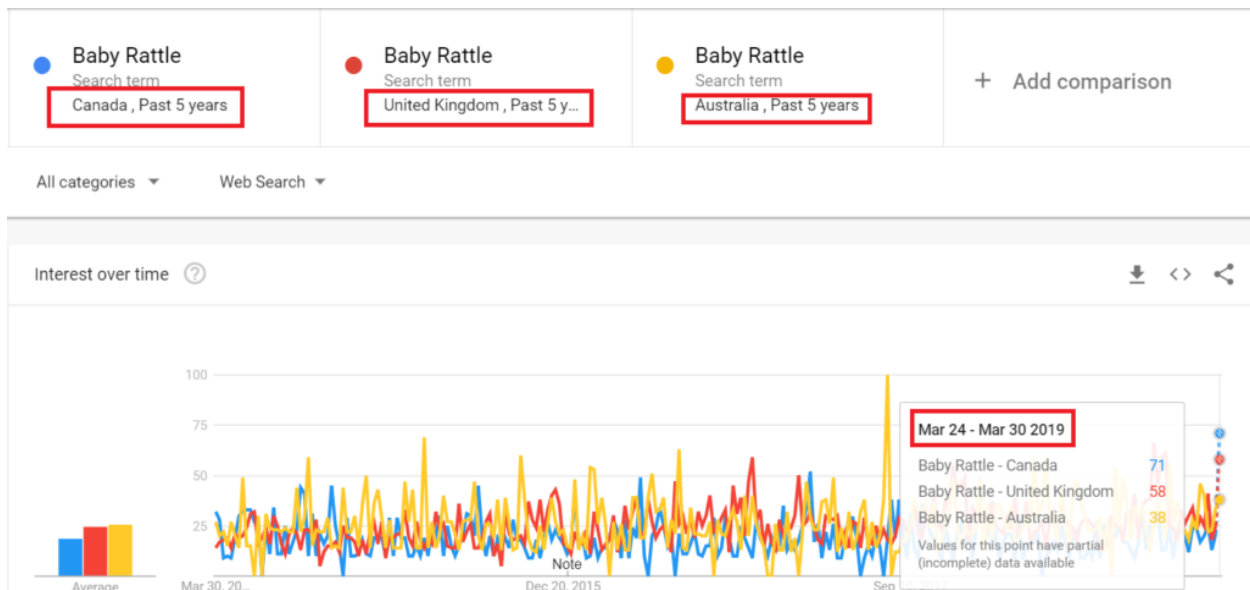 Baby Rattle
Search term
Canada , Past 5 years
Baby Rattle
Search term
United Kingdom , Past 5 y...
Baby Rattle
Search term
Australia , Past 5 years
+ Add comparison
All categories
Web Search
Interest over time
100
75
50
25
Mar 24 - Mar 30 2019
Baby Rattle - Canada 71
Baby Rattle - United Kingdom 58
Baby Rattle - Australia 38
Values for this point have partial
(incomplete) data available
Note
Average
Mar 30, 20...
Dec 20, 2015
Sep 10, 2017